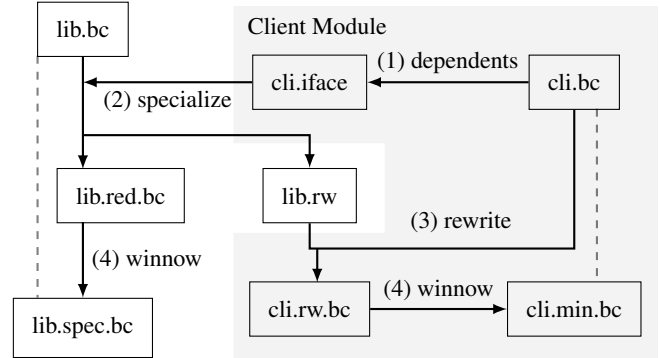 lib.bc
Client Module
cli.iface
(1) dependents
cli.bc
(2) specialize
lib.red.bc
lib.rw
(3) rewrite
(4) winnow
cli.rw.bc
(4) winnow
cli.min.bc
lib.spec.bc